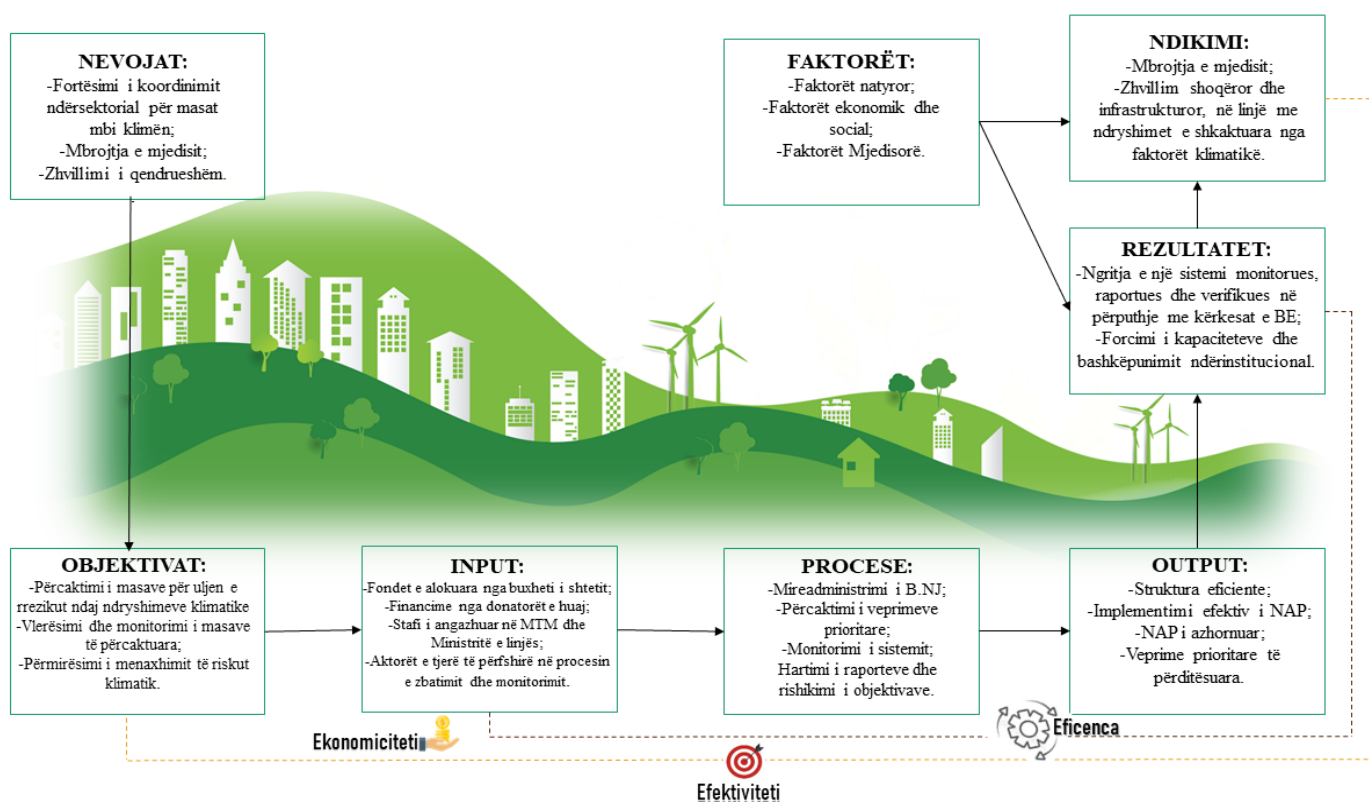 NEVOJAT:
-Fortësimi i koordinimit
ndërsektorial për masat
mbi klimën;
-Mbrojtja e mjedisit;
-Zhvillimi i qendrueshëm.
FAKTORËT:
-Faktorët natyror;
-Faktorët ekonomik dhe
social;
-Faktorët Mjedisorë.
NDIKIMI:
-Mbrojtja e mjedisit;
-Zhvillim shoqëror dhe
infrastrukturor, në linjë me
ndryshimet e shkaktuara nga
faktorët klimatikë.
REZULTATET:
-Ngritja e një sistemi monitorues,
raportues dhe verifikues në
përputhje me kërkesat e BE;
-Forcimi i kapaciteteve dhe
bashkëpunimit ndërinstitucional.
OBJEKTIVAT:
-Përcaktimi i masave për uljen e
rrezikut ndaj ndryshimeve klimatike
-Vlerësimi dhe monitorimi i masave
të përcaktuara;
-Përmirësimi i menaxhimit të riskut
klimatik.
INPUT:
-Fondet e alokuara nga buxheti i shtetit;
-Financime nga donatorët e huaj;
-Stafi i angazhuar në MTM dhe
Ministritë e linjës;
-Aktorët e tjerë të përfshirë në procesin
e zbatimit dhe monitorimit.
PROCESE:
-Mireadministrimi i B.NJ;
-Përcaktimi i veprimeve
prioritare;
-Monitorimi i sistemit;
Hartimi i raporteve dhe
rishikimi i objektivave.
OUTPUT:
-Struktura eficiente;
-Implementimi efektiv i NAP;
-NAP i azhornuar;
-Veprime prioritare të
përditësuara.
Ekonomiciteti
Eficenca
Efektiviteti